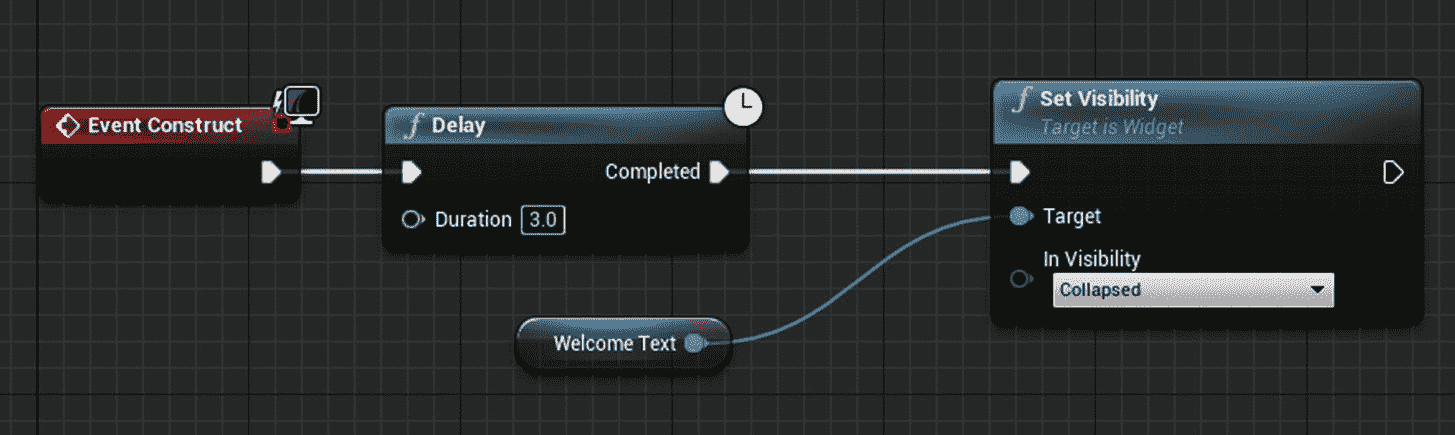 Event Construct
Delay
Completed
Duration 3.0
Set Visibility
Target is Widget
Target
In Visibility
Collapsed
Welcome Text